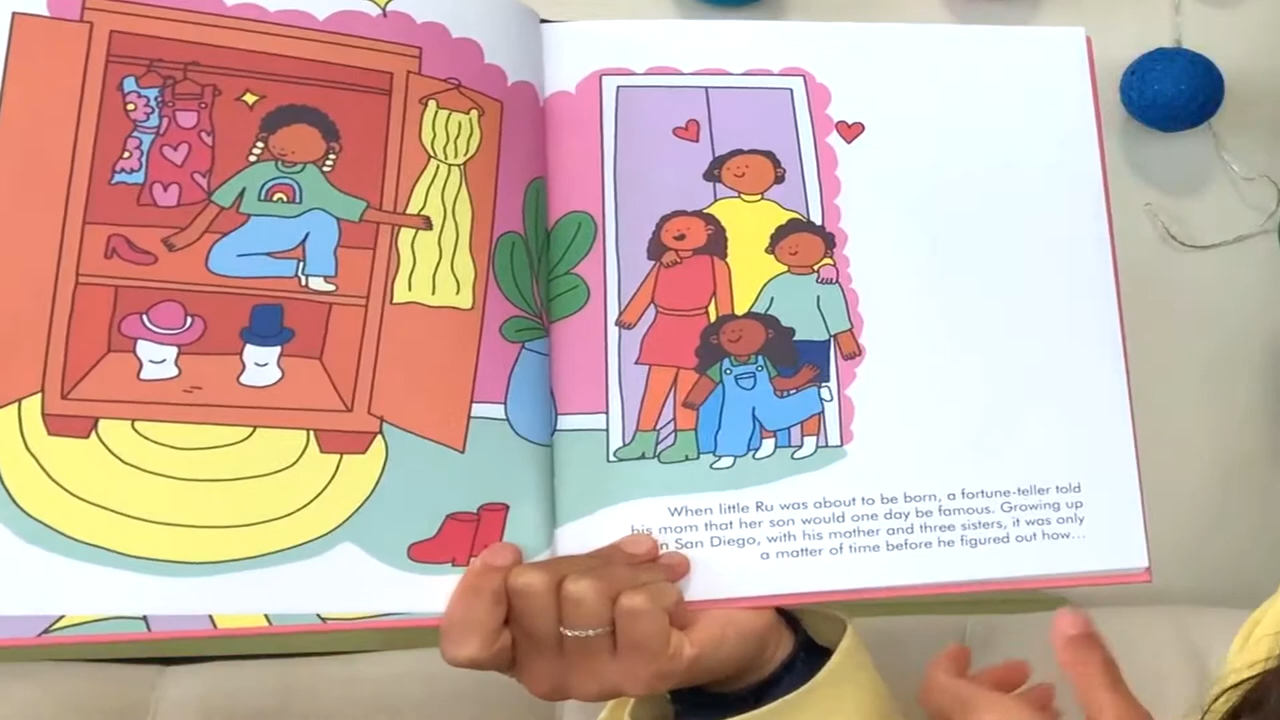 When little Ru was about to be born, a fortune-teller told
his mom that her son would one day be famous. Growing up
San Diego, with his mother and three sisters, it was only
a matter of time before he figured out how...